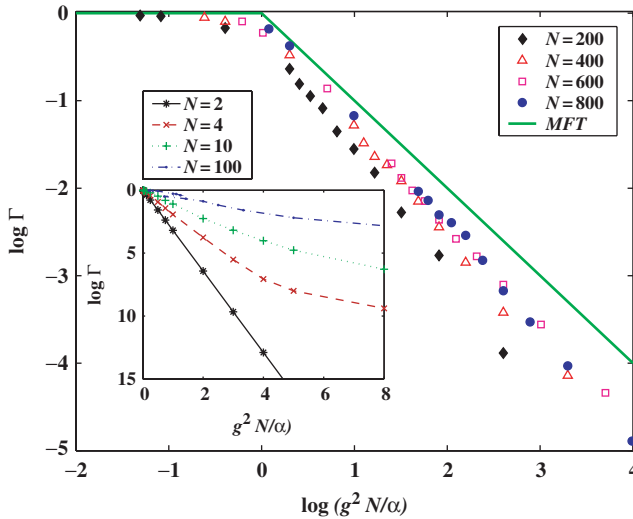 0
−1
−2
−3
−4
−5
log Γ
−2
−1
0
1
2
3
4
log (g² N/α)
N = 200
N = 400
N = 600
N = 800
MFT
N = 2
N = 4
N = 10
N = 100
0
5
10
15
log Γ
0
2
4
6
8
g² N/α)